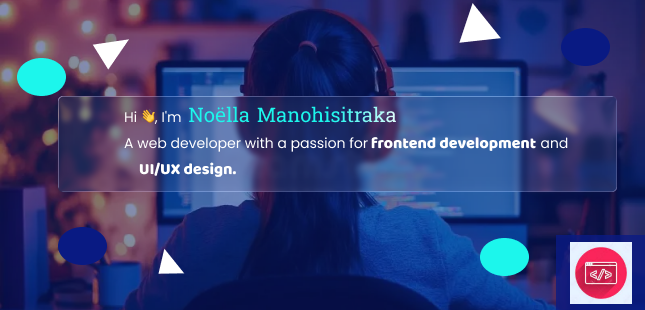 Hi 👋, I'm Noëlla Manohisitraka
A web developer with a passion for frontend development and
UI/UX design.
</>